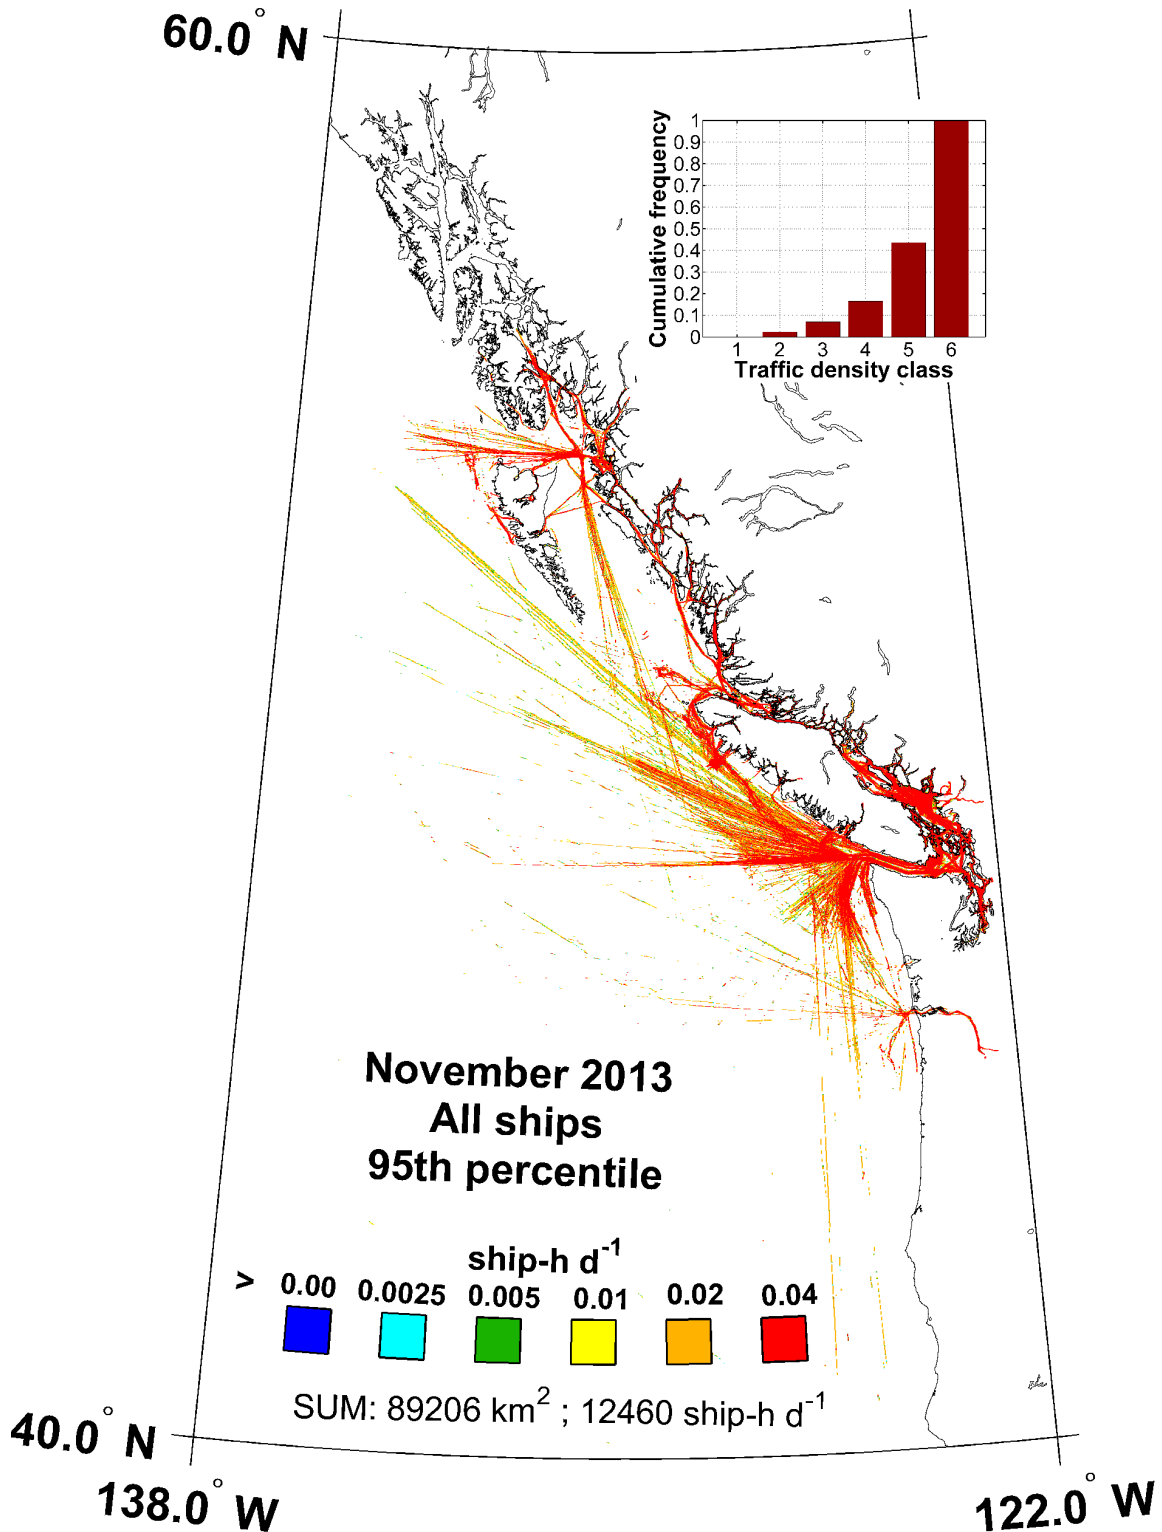 60.0° N
Cumulative frequency
1
0.9
0.8
0.7
0.6
0.5
0.4
0.3
0.2
0.1
0
1 2 3 4 5 6
Traffic density class
November 2013
All ships
95th percentile
ship-h d⁻¹
> 0.00 0.0025 0.005 0.01 0.02 0.04
SUM: 89206 km² ; 12460 ship-h d⁻¹
40.0° N
138.0° W
122.0° W